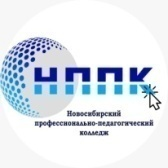 НППК
Новосибирский
профессионально-педагогический
колледж